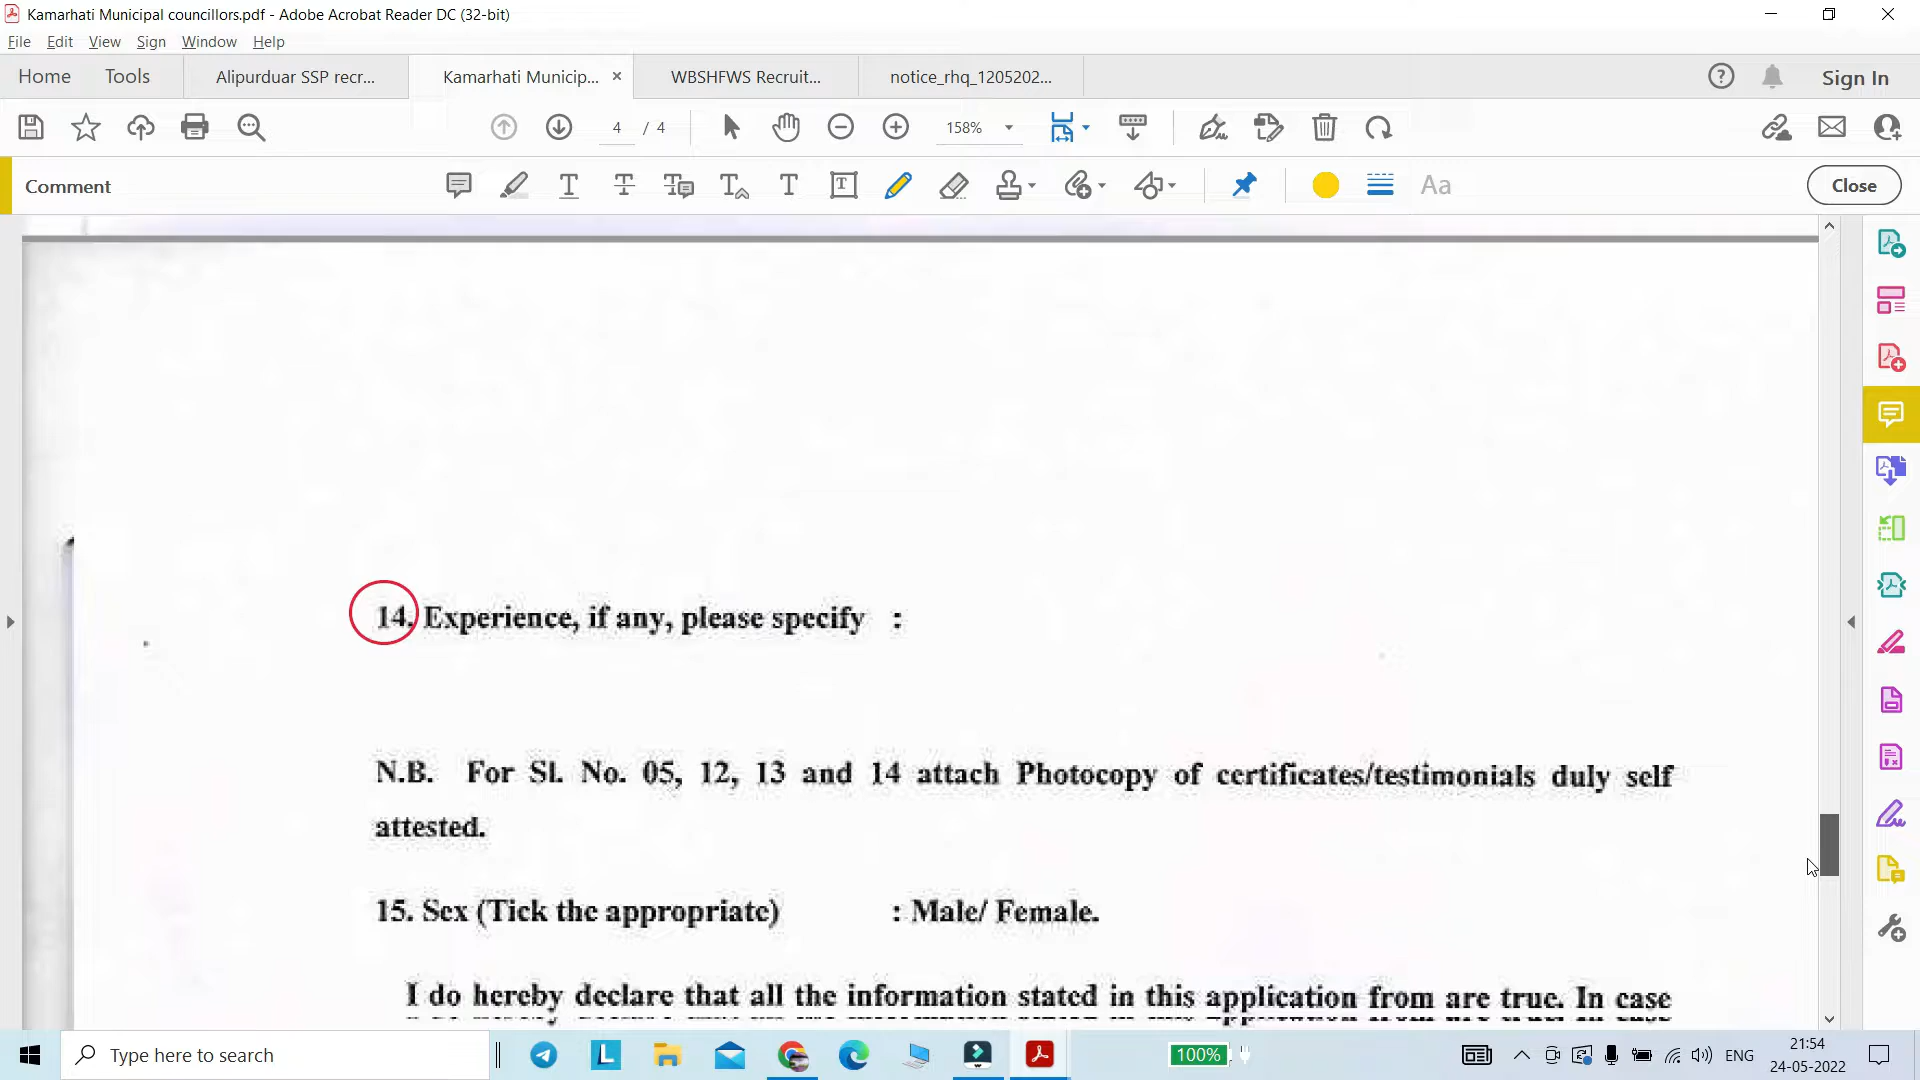 Kamarhati Municipal councillors.pdf - Adobe Acrobat Reader DC (32-bit)
File Edit View Sign Window Help
Home Tools Alipurduar SSP recr... Kamarhati Municip... × WBSHFWS Recruit... notice_rhq_1205202... Sign In
4 / 4 158%
Comment Aa Close
14. Experience, if any, please specify :
N.B. For Sl. No. 05, 12, 13 and 14 attach Photocopy of certificates/testimonials duly self
attested.
15. Sex (Tick the appropriate) : Male/ Female.
I do hereby declare that all the information stated in this application from are true. In case
Type here to search
100%
ENG
21:54
24-05-2022